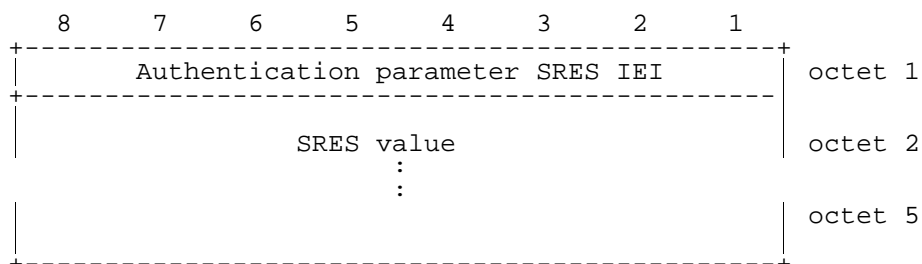 8 7 6 5 4 3 2 1
Authentication parameter SRES IEI octet 1
SRES value octet 2
:
:
octet 5